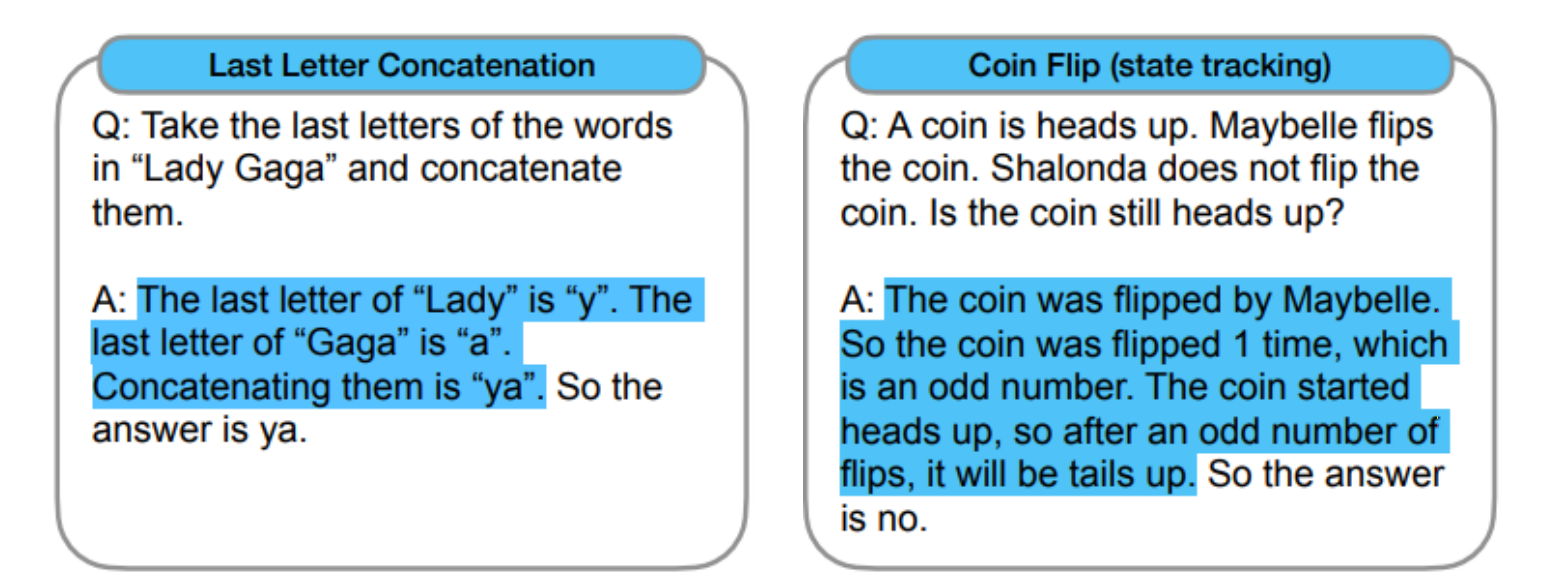 Last Letter Concatenation
Q: Take the last letters of the words
in “Lady Gaga” and concatenate
them.
A: The last letter of “Lady” is “y”. The
last letter of “Gaga” is “a”.
Concatenating them is “ya”. So the
answer is ya.
Coin Flip (state tracking)
Q: A coin is heads up. Maybelle flips
the coin. Shalonda does not flip the
coin. Is the coin still heads up?
A: The coin was flipped by Maybelle.
So the coin was flipped 1 time, which
is an odd number. The coin started
heads up, so after an odd number of
flips, it will be tails up. So the answer
is no.